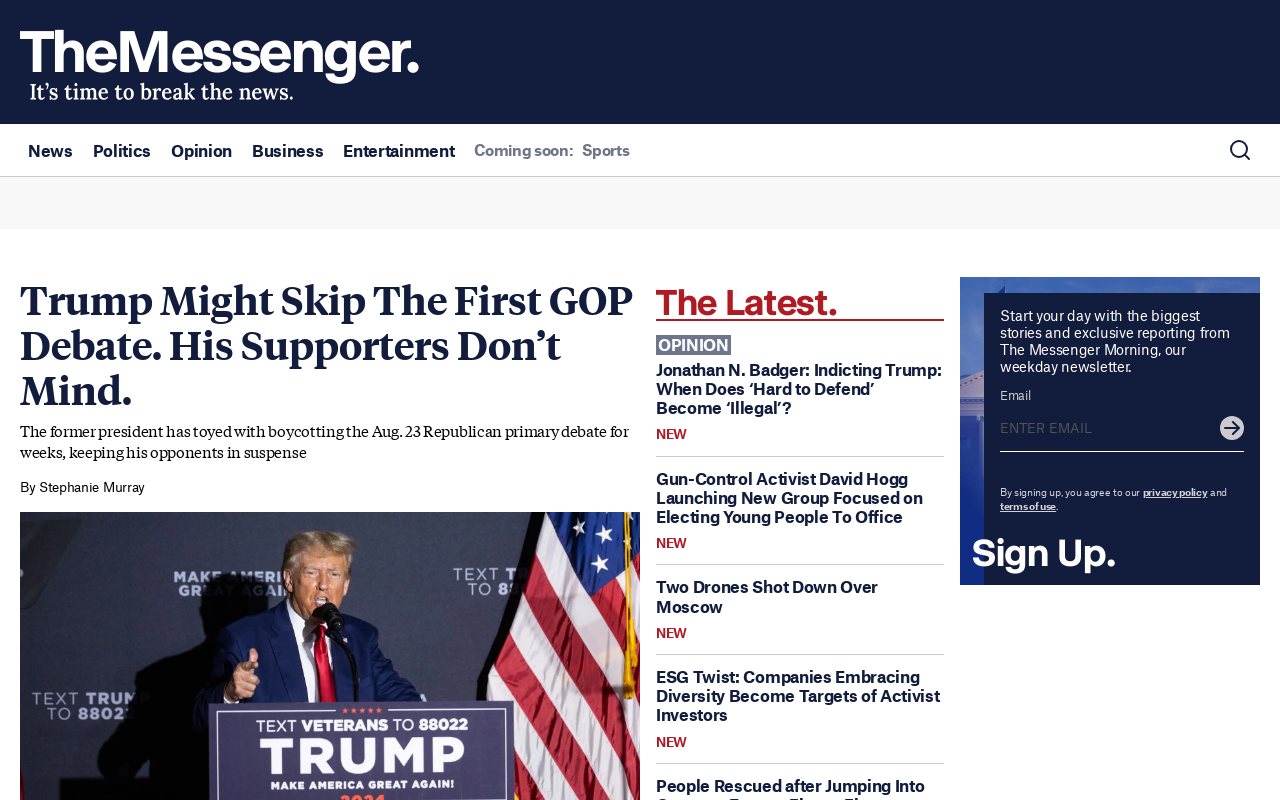 TheMessenger.
It's time to break the news.
News Politics Opinion Business Entertainment Coming soon: Sports
Trump Might Skip The First GOP
Debate. His Supporters Don't
Mind.
The former president has toyed with boycotting the Aug. 23 Republican primary debate for
weeks, keeping his opponents in suspense
By Stephanie Murray
MAKE AMERI
GREAT AGAIN!
TEXT TR
TO 88
TEXT TRUMP
TO 88022
TEXT VETERANS TO 88022
TRUMP
MAKE AMERICA GREAT AGAIN!
2024
The Latest.
OPINION
Jonathan N. Badger: Indicting Trump:
When Does ‘Hard to Defend’
Become ‘Illegal’?
NEW
Gun-Control Activist David Hogg
Launching New Group Focused on
Electing Young People To Office
NEW
Two Drones Shot Down Over
Moscow
NEW
ESG Twist: Companies Embracing
Diversity Become Targets of Activist
Investors
NEW
People Rescued after Jumping Into
Start your day with the biggest
stories and exclusive reporting from
The Messenger Morning, our
weekday newsletter.
Email
ENTER EMAIL
By signing up, you agree to our privacy policy and
terms of use.
Sign Up.